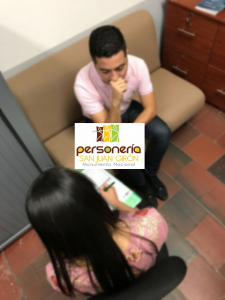 personería
SAN JUAN GIRÓN
Monumento Nacional